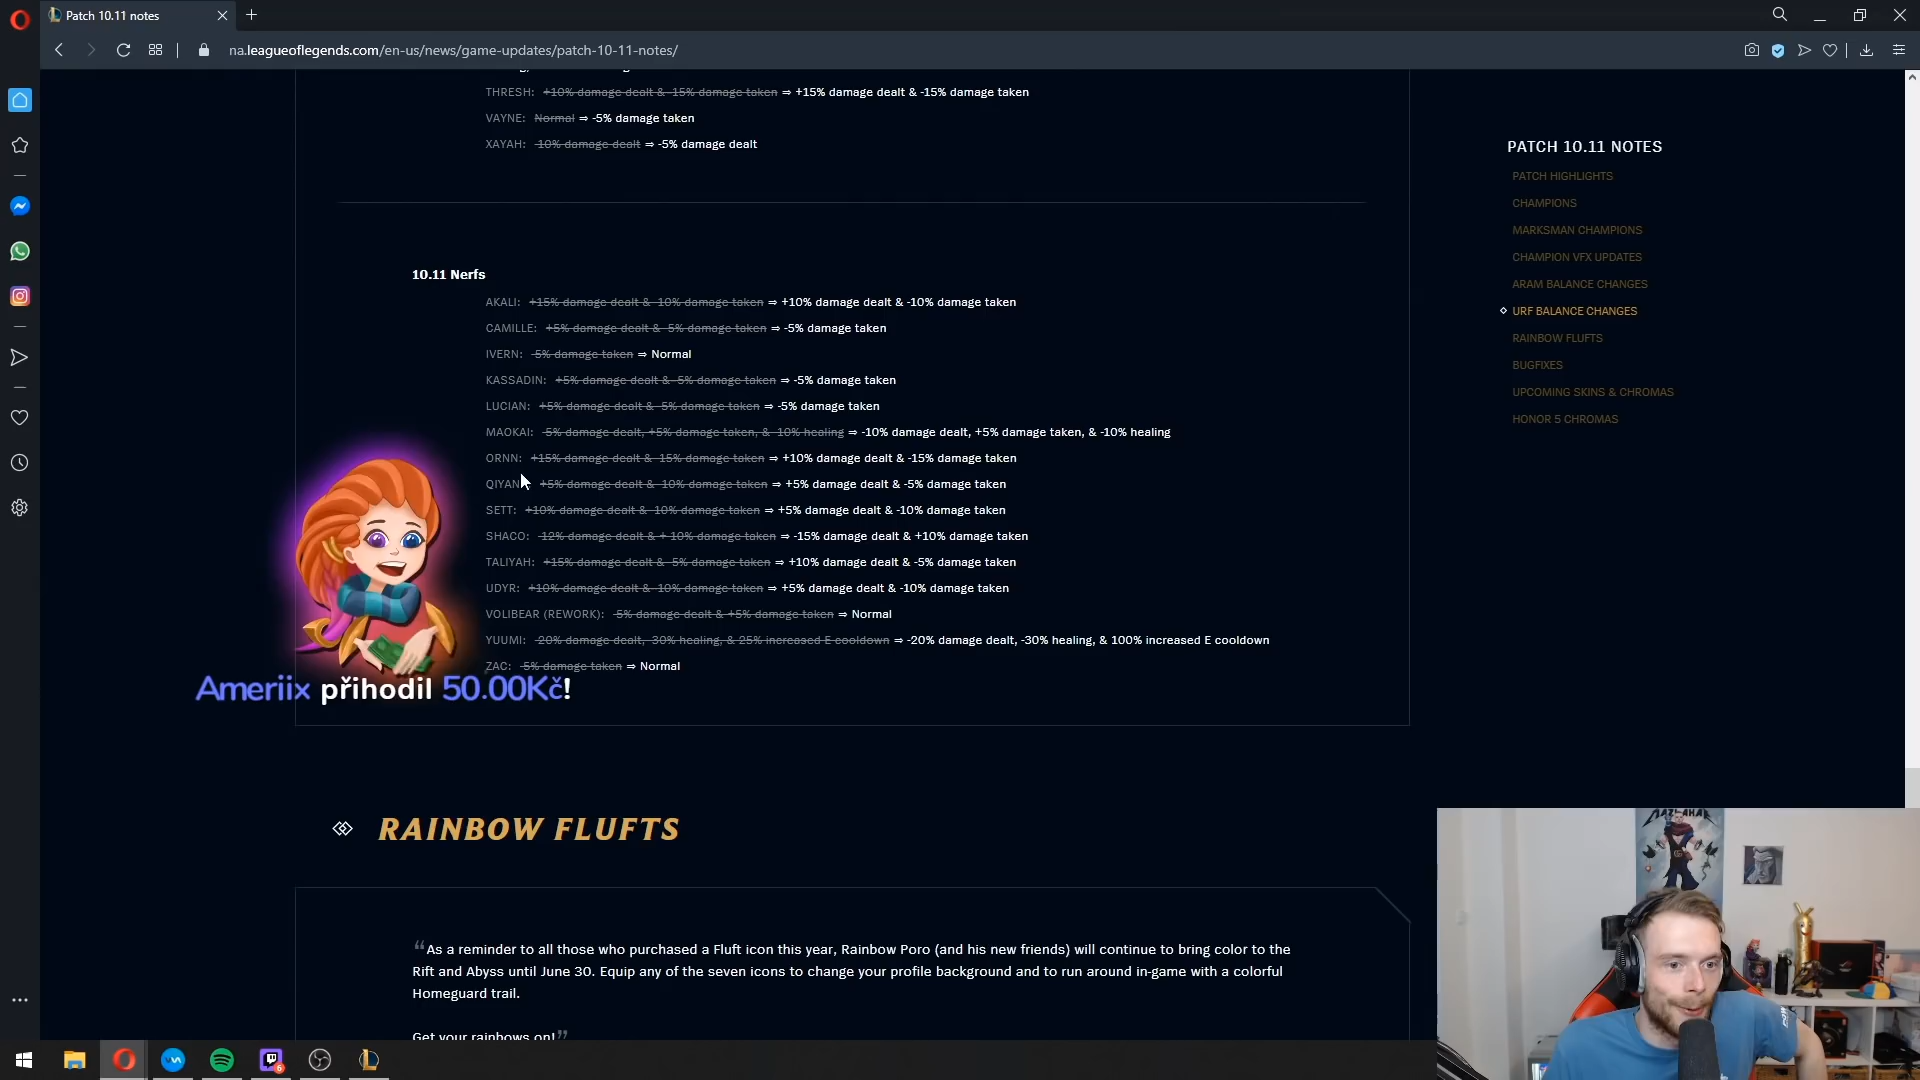 Patch 10.11 notes
na.leagueoflegends.com/en-us/news/game-updates/patch-10-11-notes/
THRESH: +10% damage dealt & -15% damage taken ⇒ +15% damage dealt & -15% damage taken
VAYNE: Normal ⇒ -5% damage taken
XAYAH: -10% damage dealt ⇒ -5% damage dealt
10.11 Nerfs
AKALI: +15% damage dealt & -10% damage taken ⇒ +10% damage dealt & -10% damage taken
CAMILLE: +5% damage dealt & -5% damage taken ⇒ -5% damage taken
IVERN: -5% damage taken ⇒ Normal
KASSADIN: +5% damage dealt & -5% damage taken ⇒ -5% damage taken
LUCIAN: +5% damage dealt & -5% damage taken ⇒ -5% damage taken
MAOKAI: -5% damage dealt, +5% damage taken, & -10% healing ⇒ -10% damage dealt, +5% damage taken, & -10% healing
ORNN: +15% damage dealt & -15% damage taken ⇒ +10% damage dealt & -15% damage taken
QIYAN +5% damage dealt & -10% damage taken ⇒ +5% damage dealt & -5% damage taken
SETT: +10% damage dealt & -10% damage taken ⇒ +5% damage dealt & -10% damage taken
SHACO: -12% damage dealt & + 10% damage taken ⇒ -15% damage dealt & +10% damage taken
TALIYAH: +15% damage dealt & -5% damage taken ⇒ +10% damage dealt & -5% damage taken
UDYR: +10% damage dealt & -10% damage taken ⇒ +5% damage dealt & -10% damage taken
VOLIBEAR (REWORK): -5% damage dealt & +5% damage taken ⇒ Normal
YUUMI: -20% damage dealt, -30% healing, & 25% increased E cooldown ⇒ -20% damage dealt, -30% healing, & 100% increased E cooldown
ZAC: -5% damage taken ⇒ Normal
Ameriix přihodil 50.00Kč!
RAINBOW FLUFTS
“As a reminder to all those who purchased a Fluft icon this year, Rainbow Poro (and his new friends) will continue to bring color to the
Rift and Abyss until June 30. Equip any of the seven icons to change your profile background and to run around in-game with a colorful
Homeguard trail.
Get your rainbows on!”
PATCH 10.11 NOTES
PATCH HIGHLIGHTS
CHAMPIONS
MARKSMAN CHAMPIONS
CHAMPION VFX UPDATES
ARAM BALANCE CHANGES
URF BALANCE CHANGES
RAINBOW FLUFTS
BUGFIXES
UPCOMING SKINS & CHROMAS
HONOR 5 CHROMAS